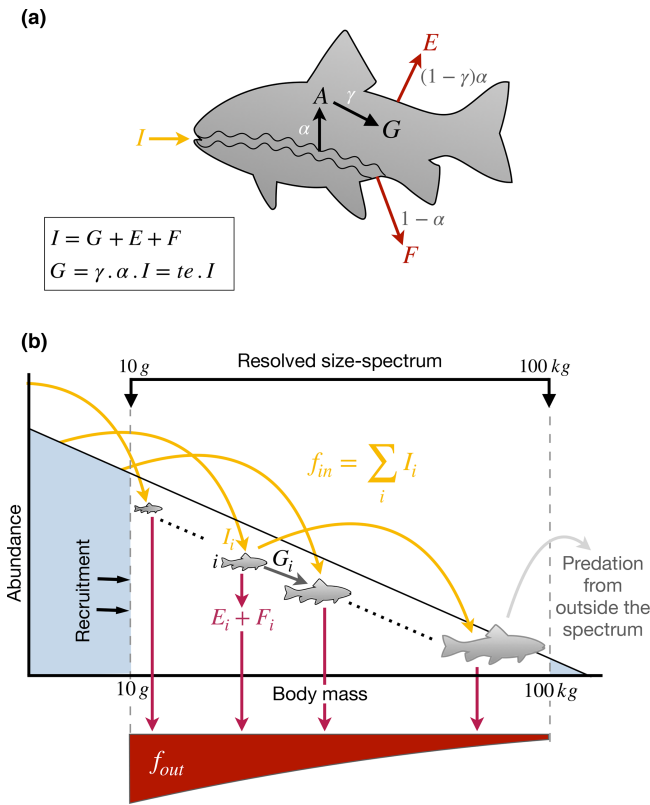 (a)
E
(1 − γ)α
A
γ
G
α
I
1 − α
F
I = G + E + F
G = γ . α . I = te . I
(b)
10 g
Resolved size-spectrum
100 kg
f_in = ∑_i I_i
Abundance
Recruitment
I_i
i
G_i
E_i + F_i
Predation
from
outside the
spectrum
10 g
Body mass
100 kg
f_out